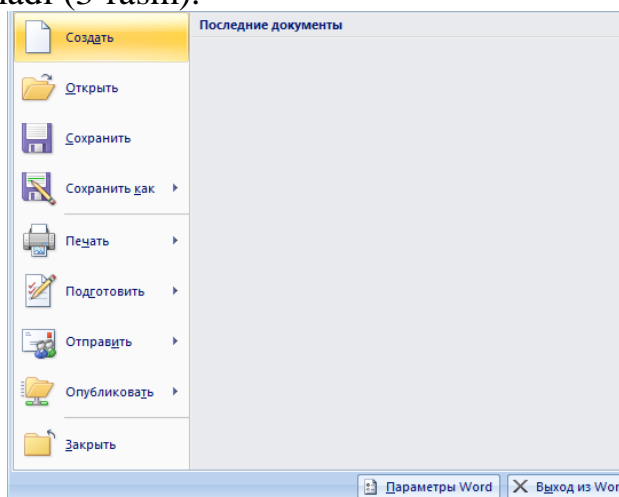 Создать
Последние документы
Открыть
Сохранить
Сохранить как
Печать
Подготовить
Отправить
Опубликовать
Закрыть
Параметры Word
Выход из Wor